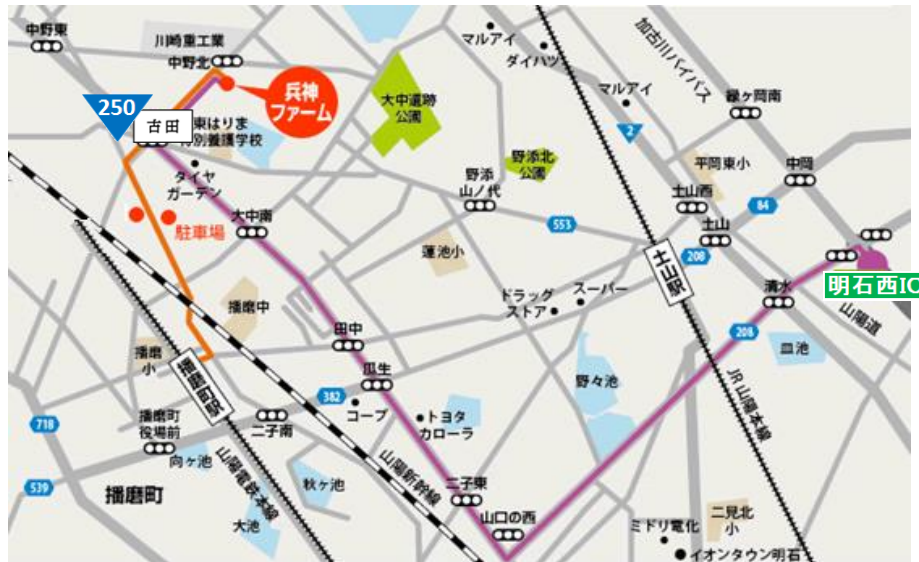 中野東
川崎重工業
中野北
兵神
ファーム
250
古田
東はりま
特別養護学校
タイヤ
ガーデン
駐車場
大中南
大中遺跡
公園
マルアイ
ダイハツ
マルアイ
加古川バイパス
緑ヶ岡南
2
平岡東小
中岡
野添北
公園
野添
山ノ代
土山西
84
土山
553
208
土山駅
蓮池小
明石西IC
清水
山陽道
ドラッグ
ストア
スーパー
208
皿池
播磨中
田中
播磨
小
播磨町駅
瓜生
382
コープ
野々池
JR山陽本線
718
播磨町
役場前
二子南
トヨタ
カローラ
向ヶ池
539
播磨町
山陽電鉄本線
秋ヶ池
山陽新幹線
二子東
大池
山口の西
ミドリ電化
二見北
小
イオンタウン明石